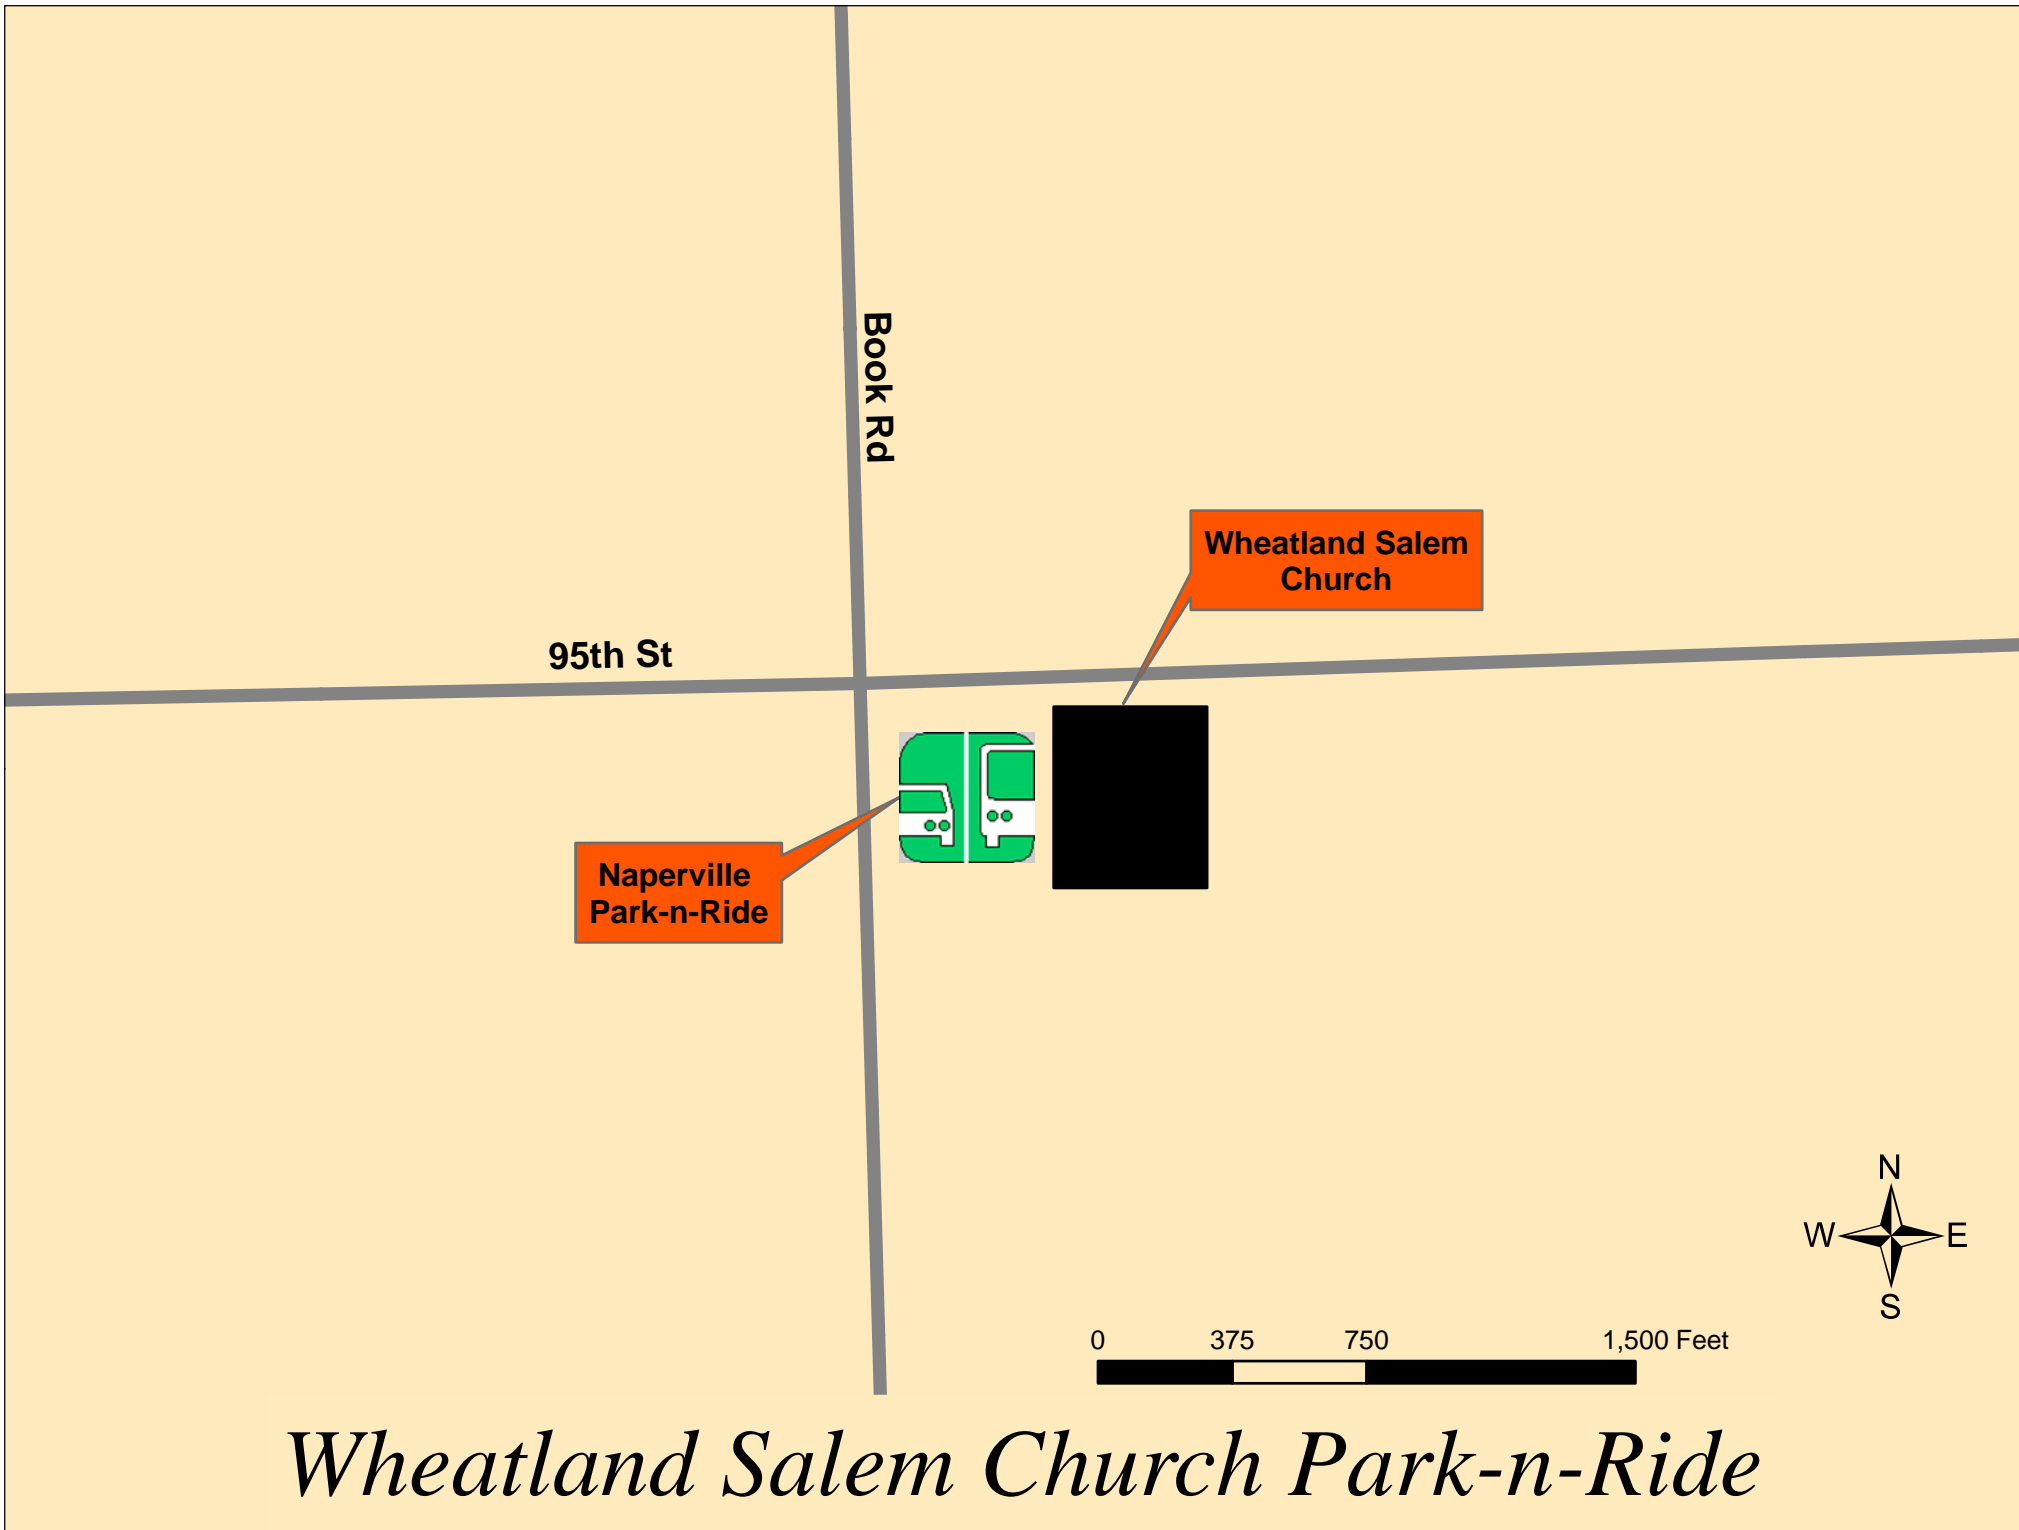 Book Rd
Wheatland Salem
Church
95th St
Naperville
Park-n-Ride
N
W
E
S
0
375
750
1,500 Feet
Wheatland Salem Church Park-n-Ride